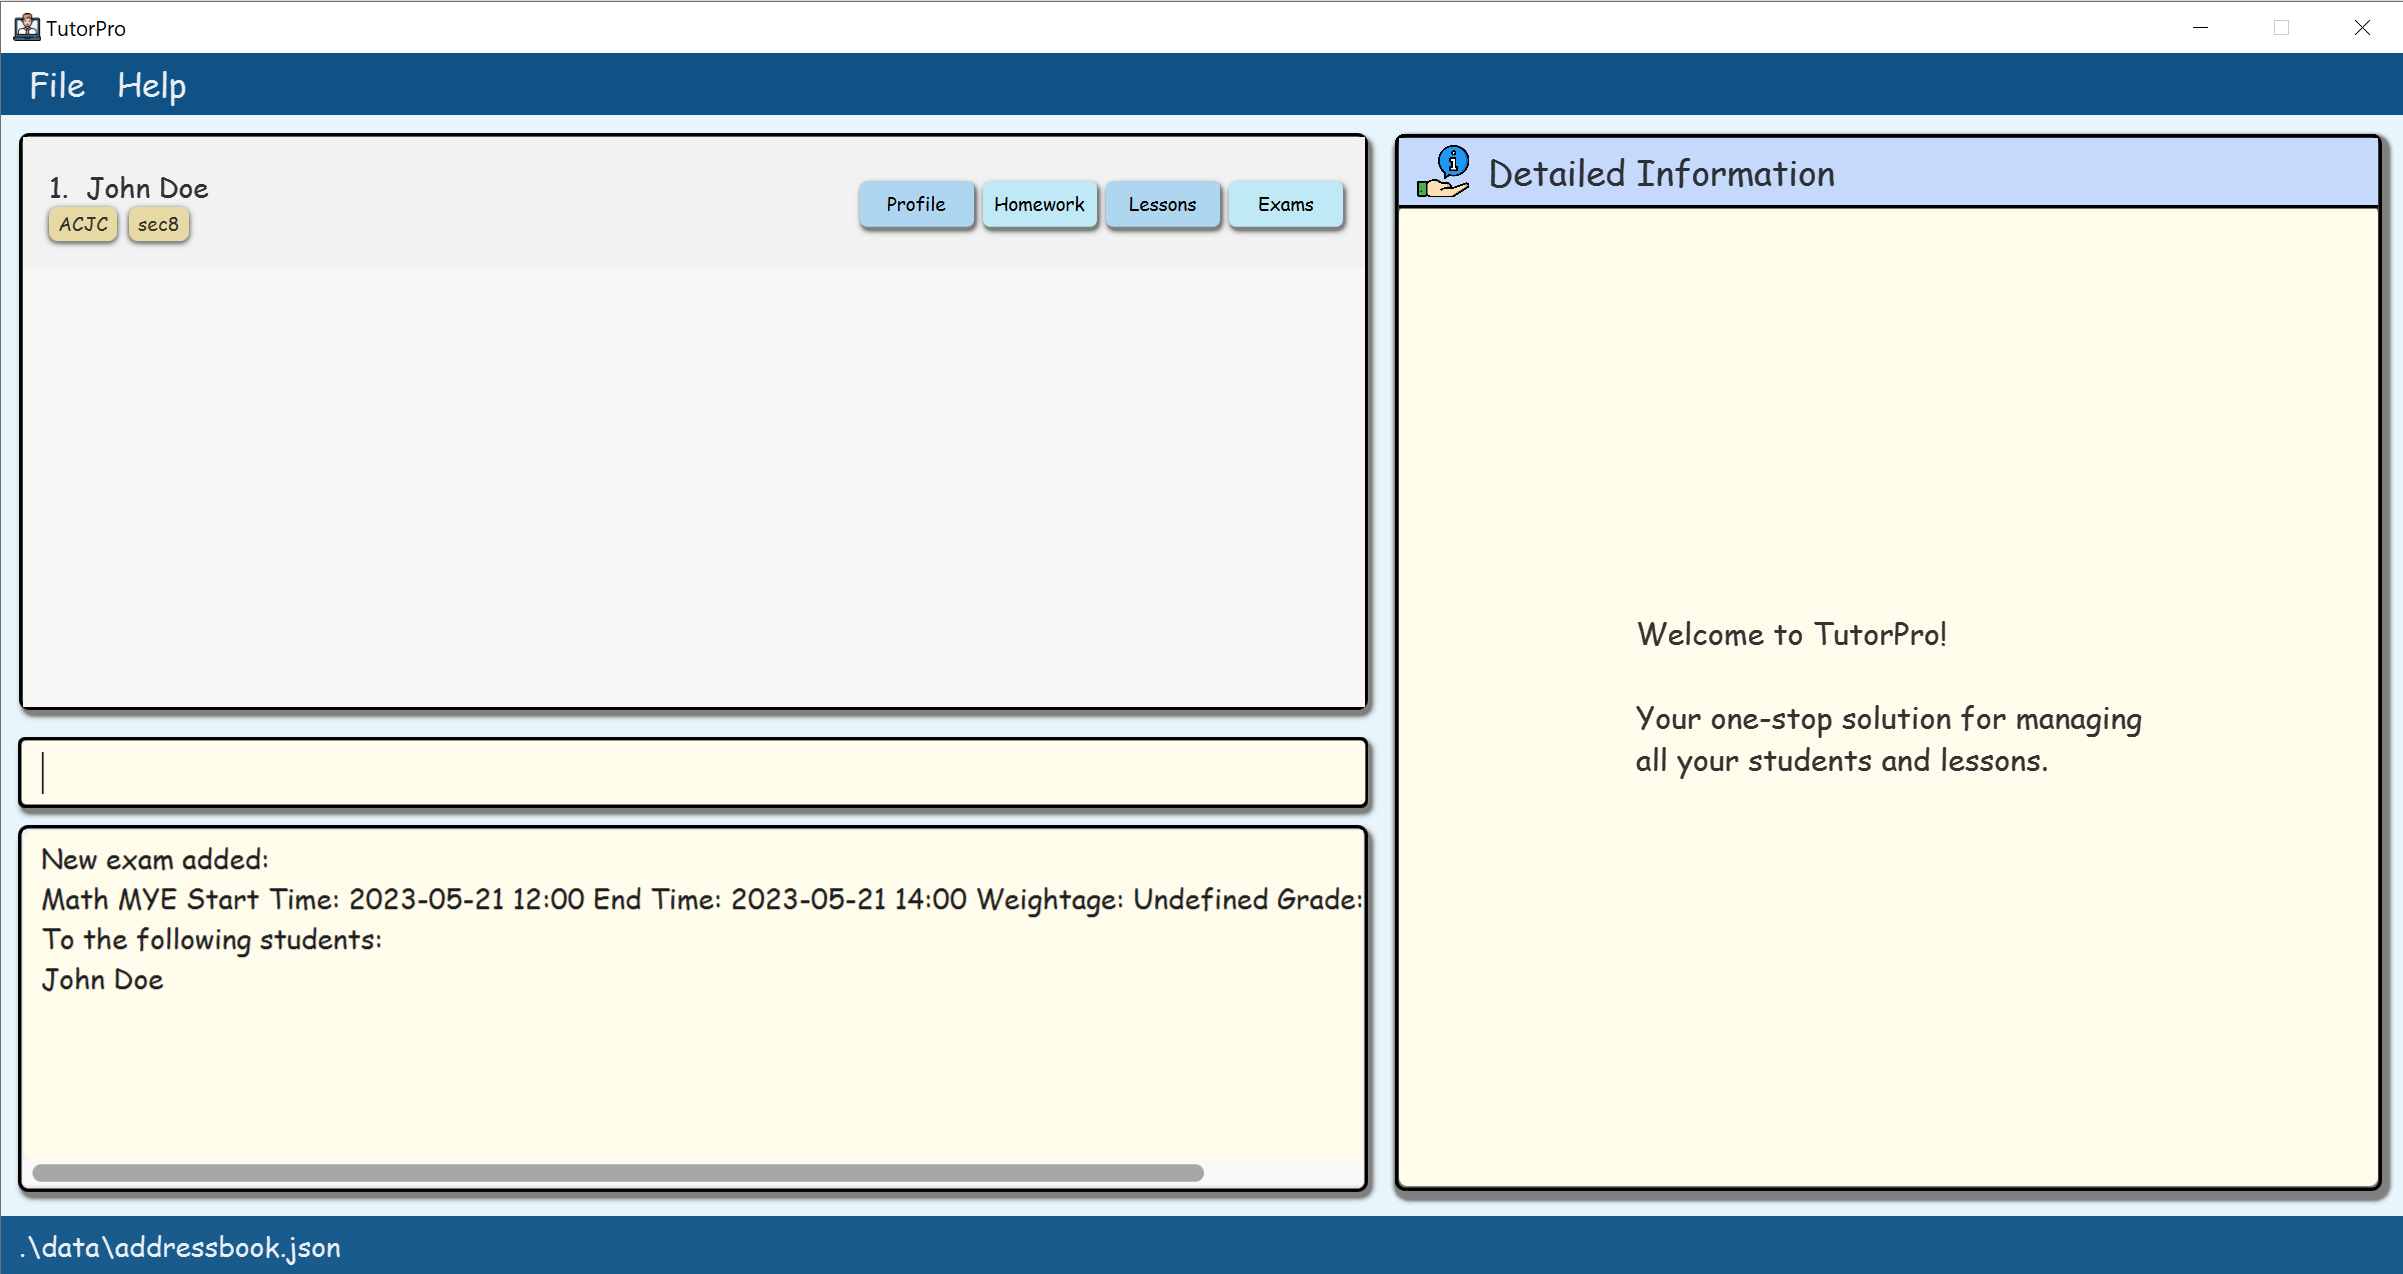 TutorPro
File Help
1. John Doe
ACJC sec8
Profile Homework Lessons Exams
New exam added:
Math MYE Start Time: 2023-05-21 12:00 End Time: 2023-05-21 14:00 Weightage: Undefined Grade:
To the following students:
John Doe
Detailed Information
Welcome to TutorPro!
Your one-stop solution for managing
all your students and lessons.
.\data\addressbook.json